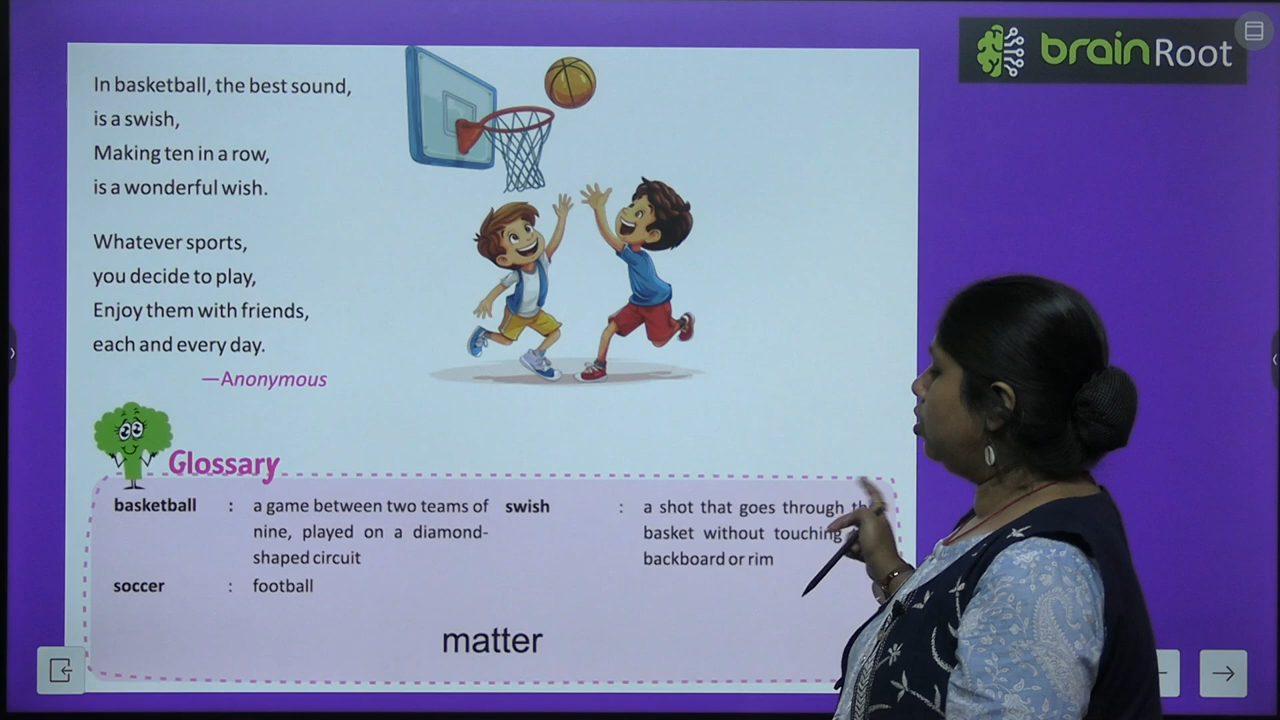 brainRoot
In basketball, the best sound,
is a swish,
Making ten in a row,
is a wonderful wish.
Whatever sports,
you decide to play,
Enjoy them with friends,
each and every day.
—Anonymous
Glossary
basketball : a game between two teams of
nine, played on a diamond-
shaped circuit
soccer : football
swish : a shot that goes through
basket without touching
backboard or rim
matter